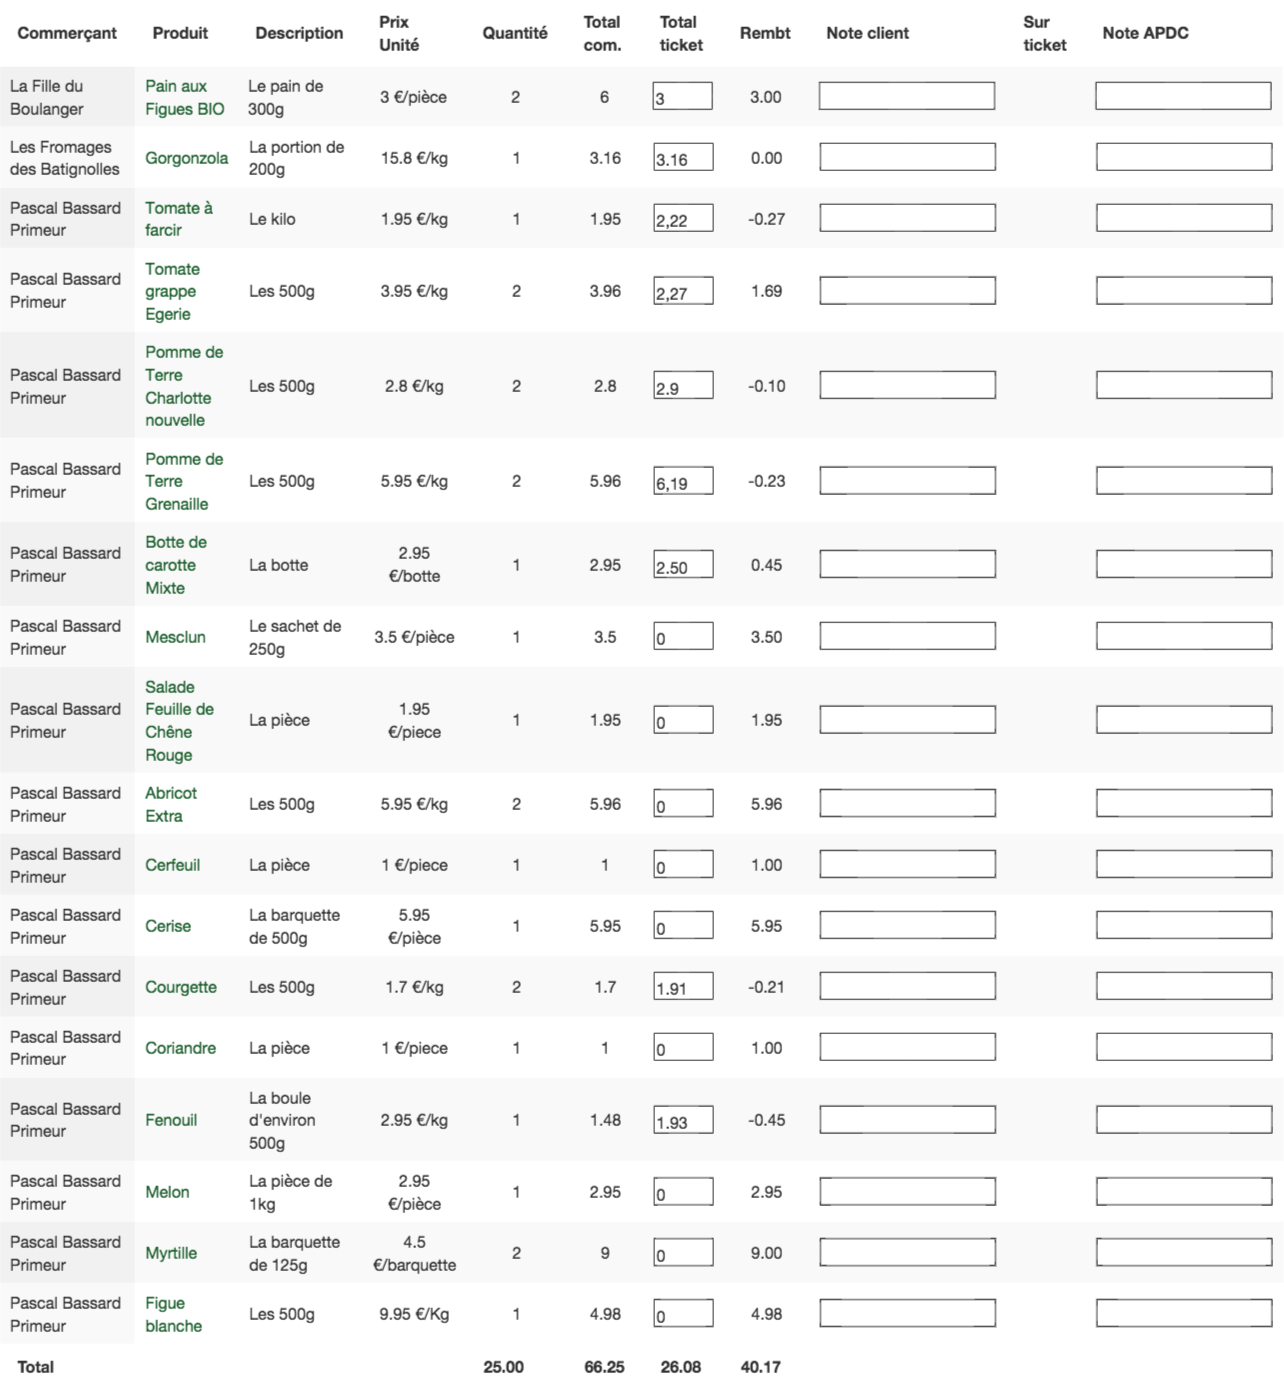 Commerçant Produit Description Prix Unité Quantité Total com. Total ticket Rembt Note client Sur ticket Note APDC
La Fille du Boulanger Pain aux Figues BIO Le pain de 300g 3 €/pièce 2 6 3 3.00
Les Fromages des Batignolles Gorgonzola La portion de 200g 15.8 €/kg 1 3.16 3.16 0.00
Pascal Bassard Primeur Tomate à farcir Le kilo 1.95 €/kg 1 1.95 2,22 -0.27
Pascal Bassard Primeur Tomate grappe Egerie Les 500g 3.95 €/kg 2 3.96 2,27 1.69
Pascal Bassard Primeur Pomme de Terre Charlotte nouvelle Les 500g 2.8 €/kg 2 2.8 2.9 -0.10
Pascal Bassard Primeur Pomme de Terre Grenaille Les 500g 5.95 €/kg 2 5.96 6,19 -0.23
Pascal Bassard Primeur Botte de carotte Mixte La botte 2.95 €/botte 1 2.95 2.50 0.45
Pascal Bassard Primeur Mesclun Le sachet de 250g 3.5 €/pièce 1 3.5 0 3.50
Pascal Bassard Primeur Salade Feuille de Chêne Rouge La pièce 1.95 €/piece 1 1.95 0 1.95
Pascal Bassard Primeur Abricot Extra Les 500g 5.95 €/kg 2 5.96 0 5.96
Pascal Bassard Primeur Cerfeuil La pièce 1 €/piece 1 1 0 1.00
Pascal Bassard Primeur Cerise La barquette de 500g 5.95 €/pièce 1 5.95 0 5.95
Pascal Bassard Primeur Courgette Les 500g 1.7 €/kg 2 1.7 1.91 -0.21
Pascal Bassard Primeur Coriandre La pièce 1 €/piece 1 1 0 1.00
Pascal Bassard Primeur Fenouil La boule d'environ 500g 2.95 €/kg 1 1.48 1.93 -0.45
Pascal Bassard Primeur Melon La pièce de 1kg 2.95 €/pièce 1 2.95 0 2.95
Pascal Bassard Primeur Myrtille La barquette de 125g 4.5 €/barquette 2 9 0 9.00
Pascal Bassard Primeur Figue blanche Les 500g 9.95 €/Kg 1 4.98 0 4.98
Total 25.00 66.25 26.08 40.17